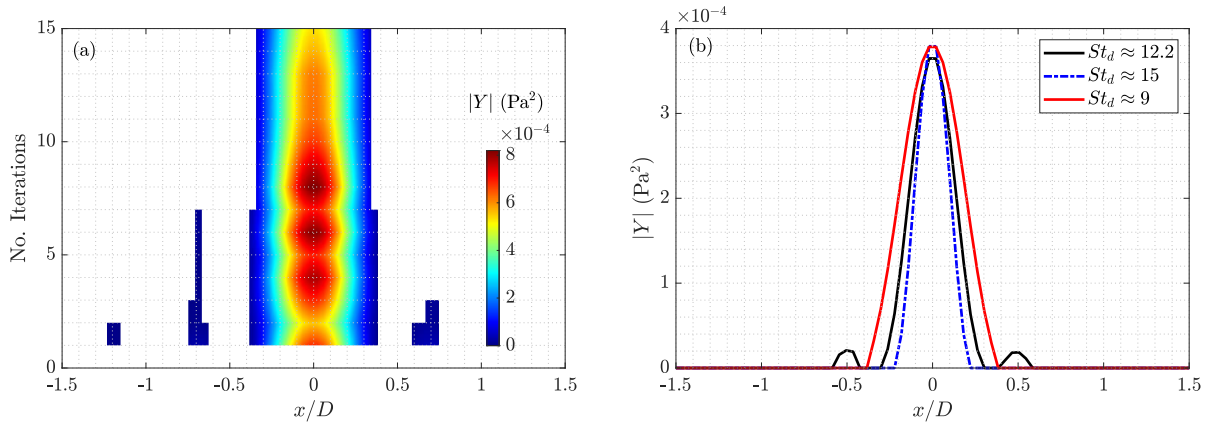 (a)
15
10
5
0
No. Iterations
-1.5 -1 -0.5 0 0.5 1 1.5
x/D
|Y| (Pa²)
×10⁻⁴
8
6
4
2
0
(b)
×10⁻⁴
4
3
2
1
0
|Y| (Pa²)
-1.5 -1 -0.5 0 0.5 1 1.5
x/D
St_d ≈ 12.2
St_d ≈ 15
St_d ≈ 9